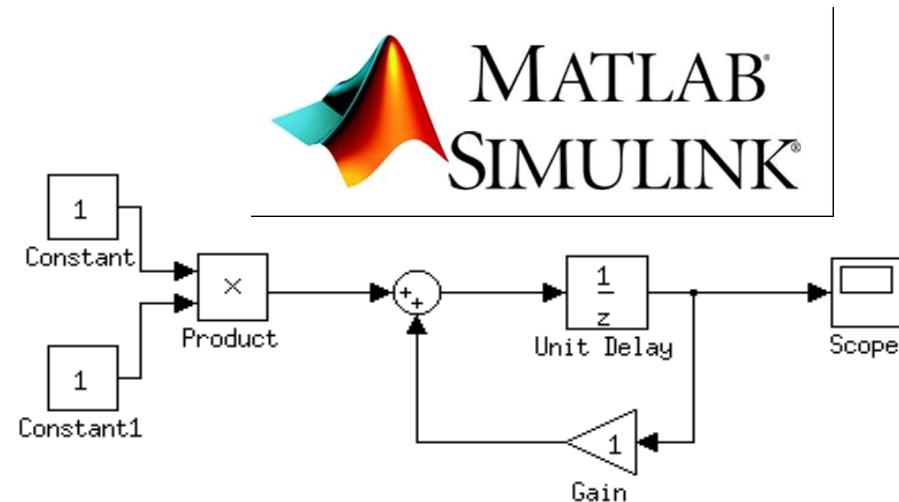 MATLAB®
SIMULINK®
1
Constant
×
Product
1
Constant1
+
+
1
z
Unit Delay
Scope
1
Gain